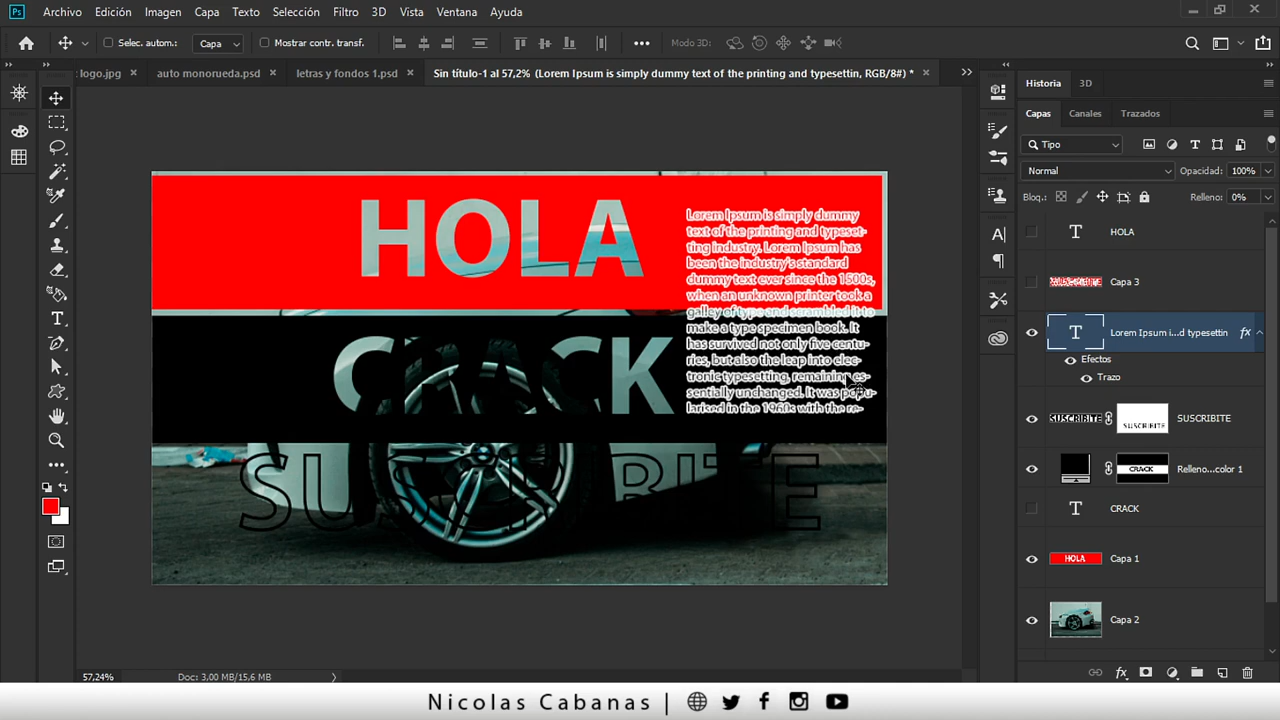 Archivo Edición Imagen Capa Texto Selección Filtro 3D Vista Ventana Ayuda
Selec. autom.: Capa Mostrar contr. transf. Modo 3D:
logo.jpg × auto monorueda.psd × letras y fondos 1.psd × Sin título-1 al 57,2% (Lorem Ipsum is simply dummy text of the printing and typesettin, RGB/8#) * ×
Historia 3D
Capas Canales Trazados
Tipo
Normal Opacidad: 100%
Bloq.: Relleno: 0%
HOLA
Capa 3
Lorem Ipsum i...d typesettin fx
Efectos
Trazo
SUSCRIBITE SUSCRIBITE SUSCRIBITE
CRACK Relleno...color 1
CRACK
HOLA Capa 1
Capa 2
HOLA
CRACK
SUSCRIBITE
Lorem Ipsum is simply dummy
text of the printing and typeset-
ting industry. Lorem Ipsum has
been the industry's standard
dummy text ever since the 1500s,
when an unknown printer took a
galley of type and scrambled it to
make a type specimen book. It
has survived not only five centu-
ries, but also the leap into elec-
tronic typesetting, remaining es-
sentially unchanged. It was popu-
larised in the 1960s with the re-
57,24% Doc: 3,00 MB/15,6 MB
Nicolas Cabanas |